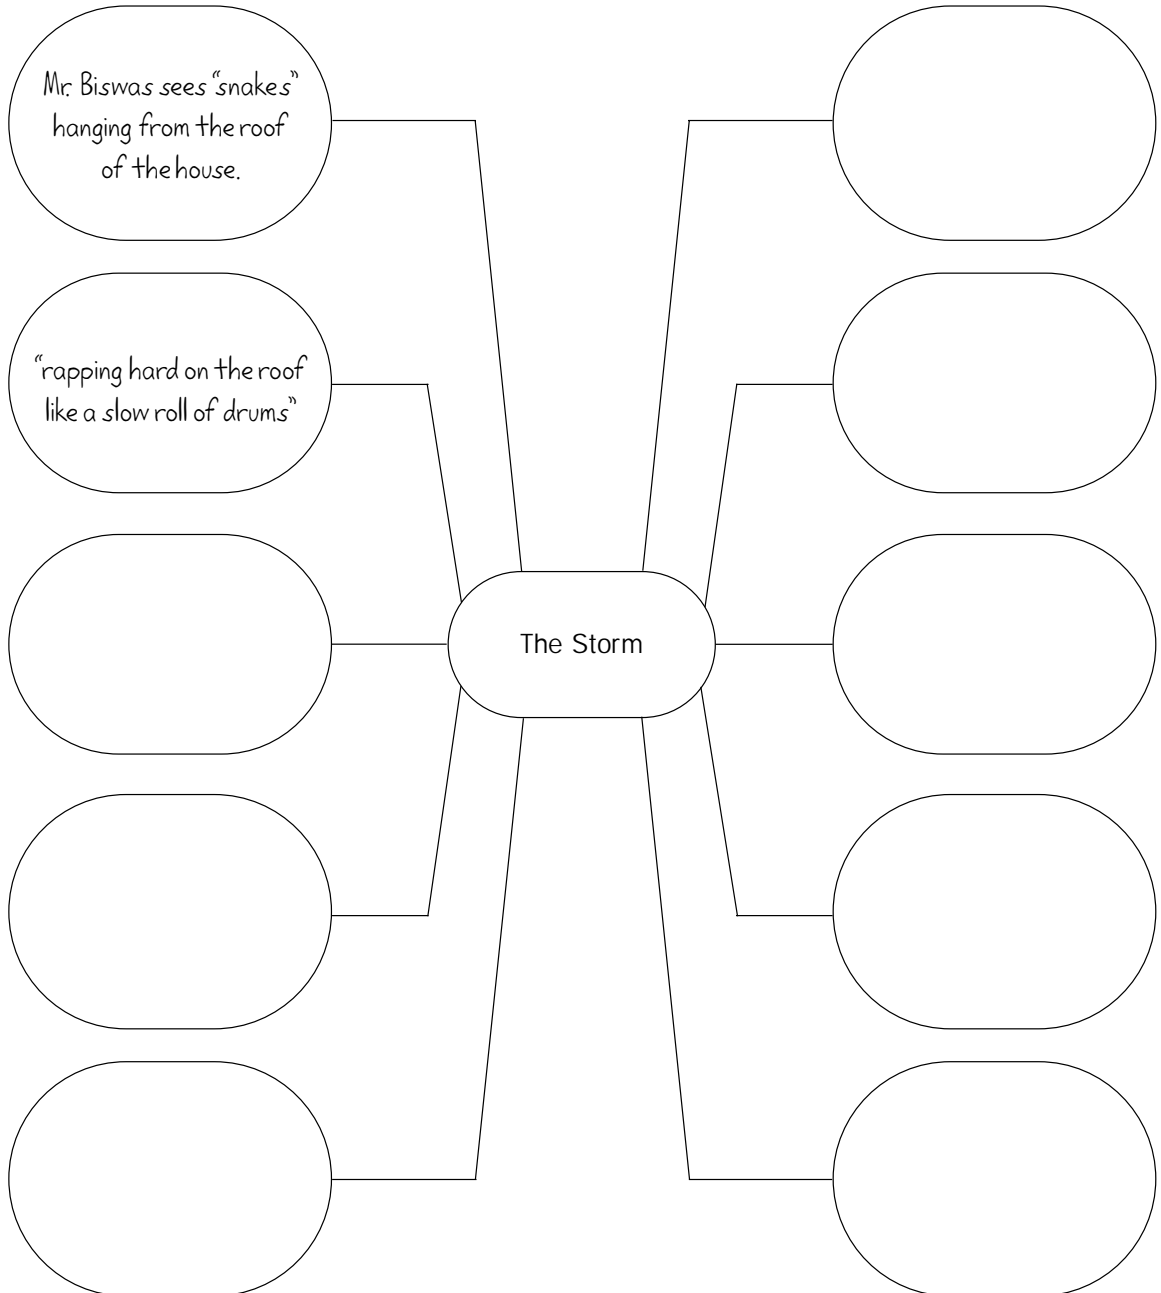 Mr. Biswas sees “snakes”
hanging from the roof
of the house.
“rapping hard on the roof
like a slow roll of drums”
The Storm